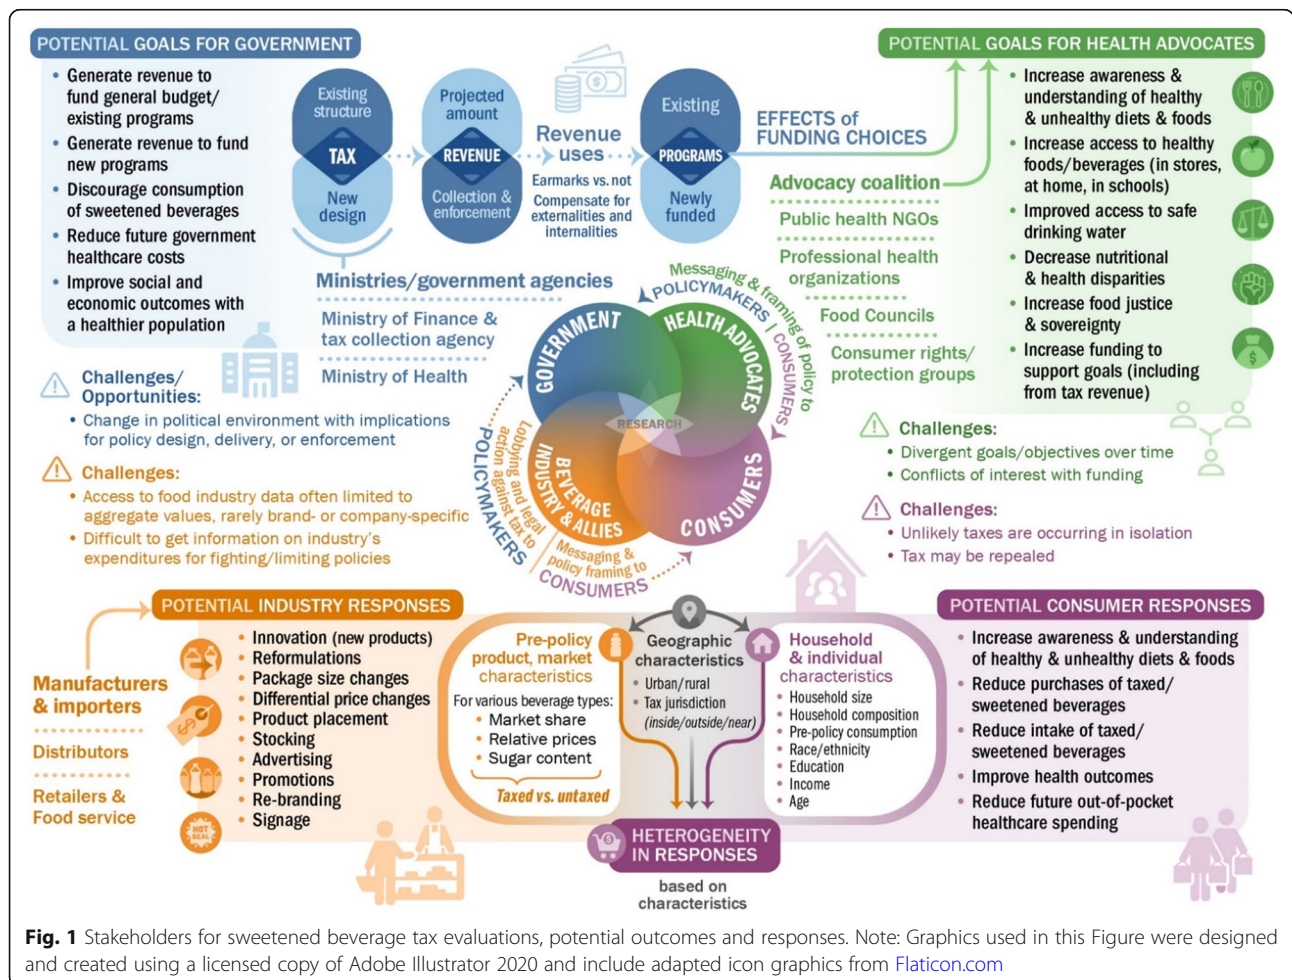 POTENTIAL GOALS FOR GOVERNMENT
• Generate revenue to
fund general budget/
existing programs
• Generate revenue to fund
new programs
• Discourage consumption
of sweetened beverages
• Reduce future government
healthcare costs
• Improve social and
economic outcomes with
a healthier population
Existing
structure
TAX
New
design
Projected
amount
REVENUE
Collection &
enforcement
Revenue
uses
Earmarks vs. not
Compensate for
externalities and
internalities
Existing
PROGRAMS
Newly
funded
EFFECTS of
FUNDING CHOICES
POTENTIAL GOALS FOR HEALTH ADVOCATES
• Increase awareness &
understanding of healthy
& unhealthy diets & foods
• Increase access to healthy
foods/beverages (in stores,
at home, in schools)
• Improved access to safe
drinking water
• Decrease nutritional
& health disparities
• Increase food justice
& sovereignty
• Increase funding to
support goals (including
from tax revenue)
Advocacy coalition
Public health NGOs
Professional health
organizations
Food Councils
Consumer rights/
protection groups
Ministries/government agencies
Ministry of Finance &
tax collection agency
Ministry of Health
Messaging & framing of policy to
POLICYMAKERS | CONSUMERS
GOVERNMENT
HEALTH ADVOCATES
RESEARCH
BEVERAGE
INDUSTRY & ALLIES
CONSUMERS
Lobbying and legal
action against tax to
POLICYMAKERS
Messaging &
policy framing to
CONSUMERS
Challenges/
Opportunities:
• Change in political environment with implications
for policy design, delivery, or enforcement
Challenges:
• Access to food industry data often limited to
aggregate values, rarely brand- or company-specific
• Difficult to get information on industry's
expenditures for fighting/limiting policies
Challenges:
• Divergent goals/objectives over time
• Conflicts of interest with funding
Challenges:
• Unlikely taxes are occurring in isolation
• Tax may be repealed
POTENTIAL INDUSTRY RESPONSES
Manufacturers
& importers
Distributors
Retailers &
Food service
HOT
DEAL
• Innovation (new products)
• Reformulations
• Package size changes
• Differential price changes
• Product placement
• Stocking
• Advertising
• Promotions
• Re-branding
• Signage
Pre-policy
product, market
characteristics
For various beverage types:
• Market share
• Relative prices
• Sugar content
Taxed vs. untaxed
Geographic
characteristics
• Urban/rural
• Tax jurisdiction
(inside/outside/near)
Household
& individual
characteristics
• Household size
• Household composition
• Pre-policy consumption
• Race/ethnicity
• Education
• Income
• Age
HETEROGENEITY
IN RESPONSES
based on
characteristics
POTENTIAL CONSUMER RESPONSES
• Increase awareness & understanding
of healthy & unhealthy diets & foods
• Reduce purchases of taxed/
sweetened beverages
• Reduce intake of taxed/
sweetened beverages
• Improve health outcomes
• Reduce future out-of-pocket
healthcare spending
Fig. 1 Stakeholders for sweetened beverage tax evaluations, potential outcomes and responses. Note: Graphics used in this Figure were designed
and created using a licensed copy of Adobe Illustrator 2020 and include adapted icon graphics from Flaticon.com